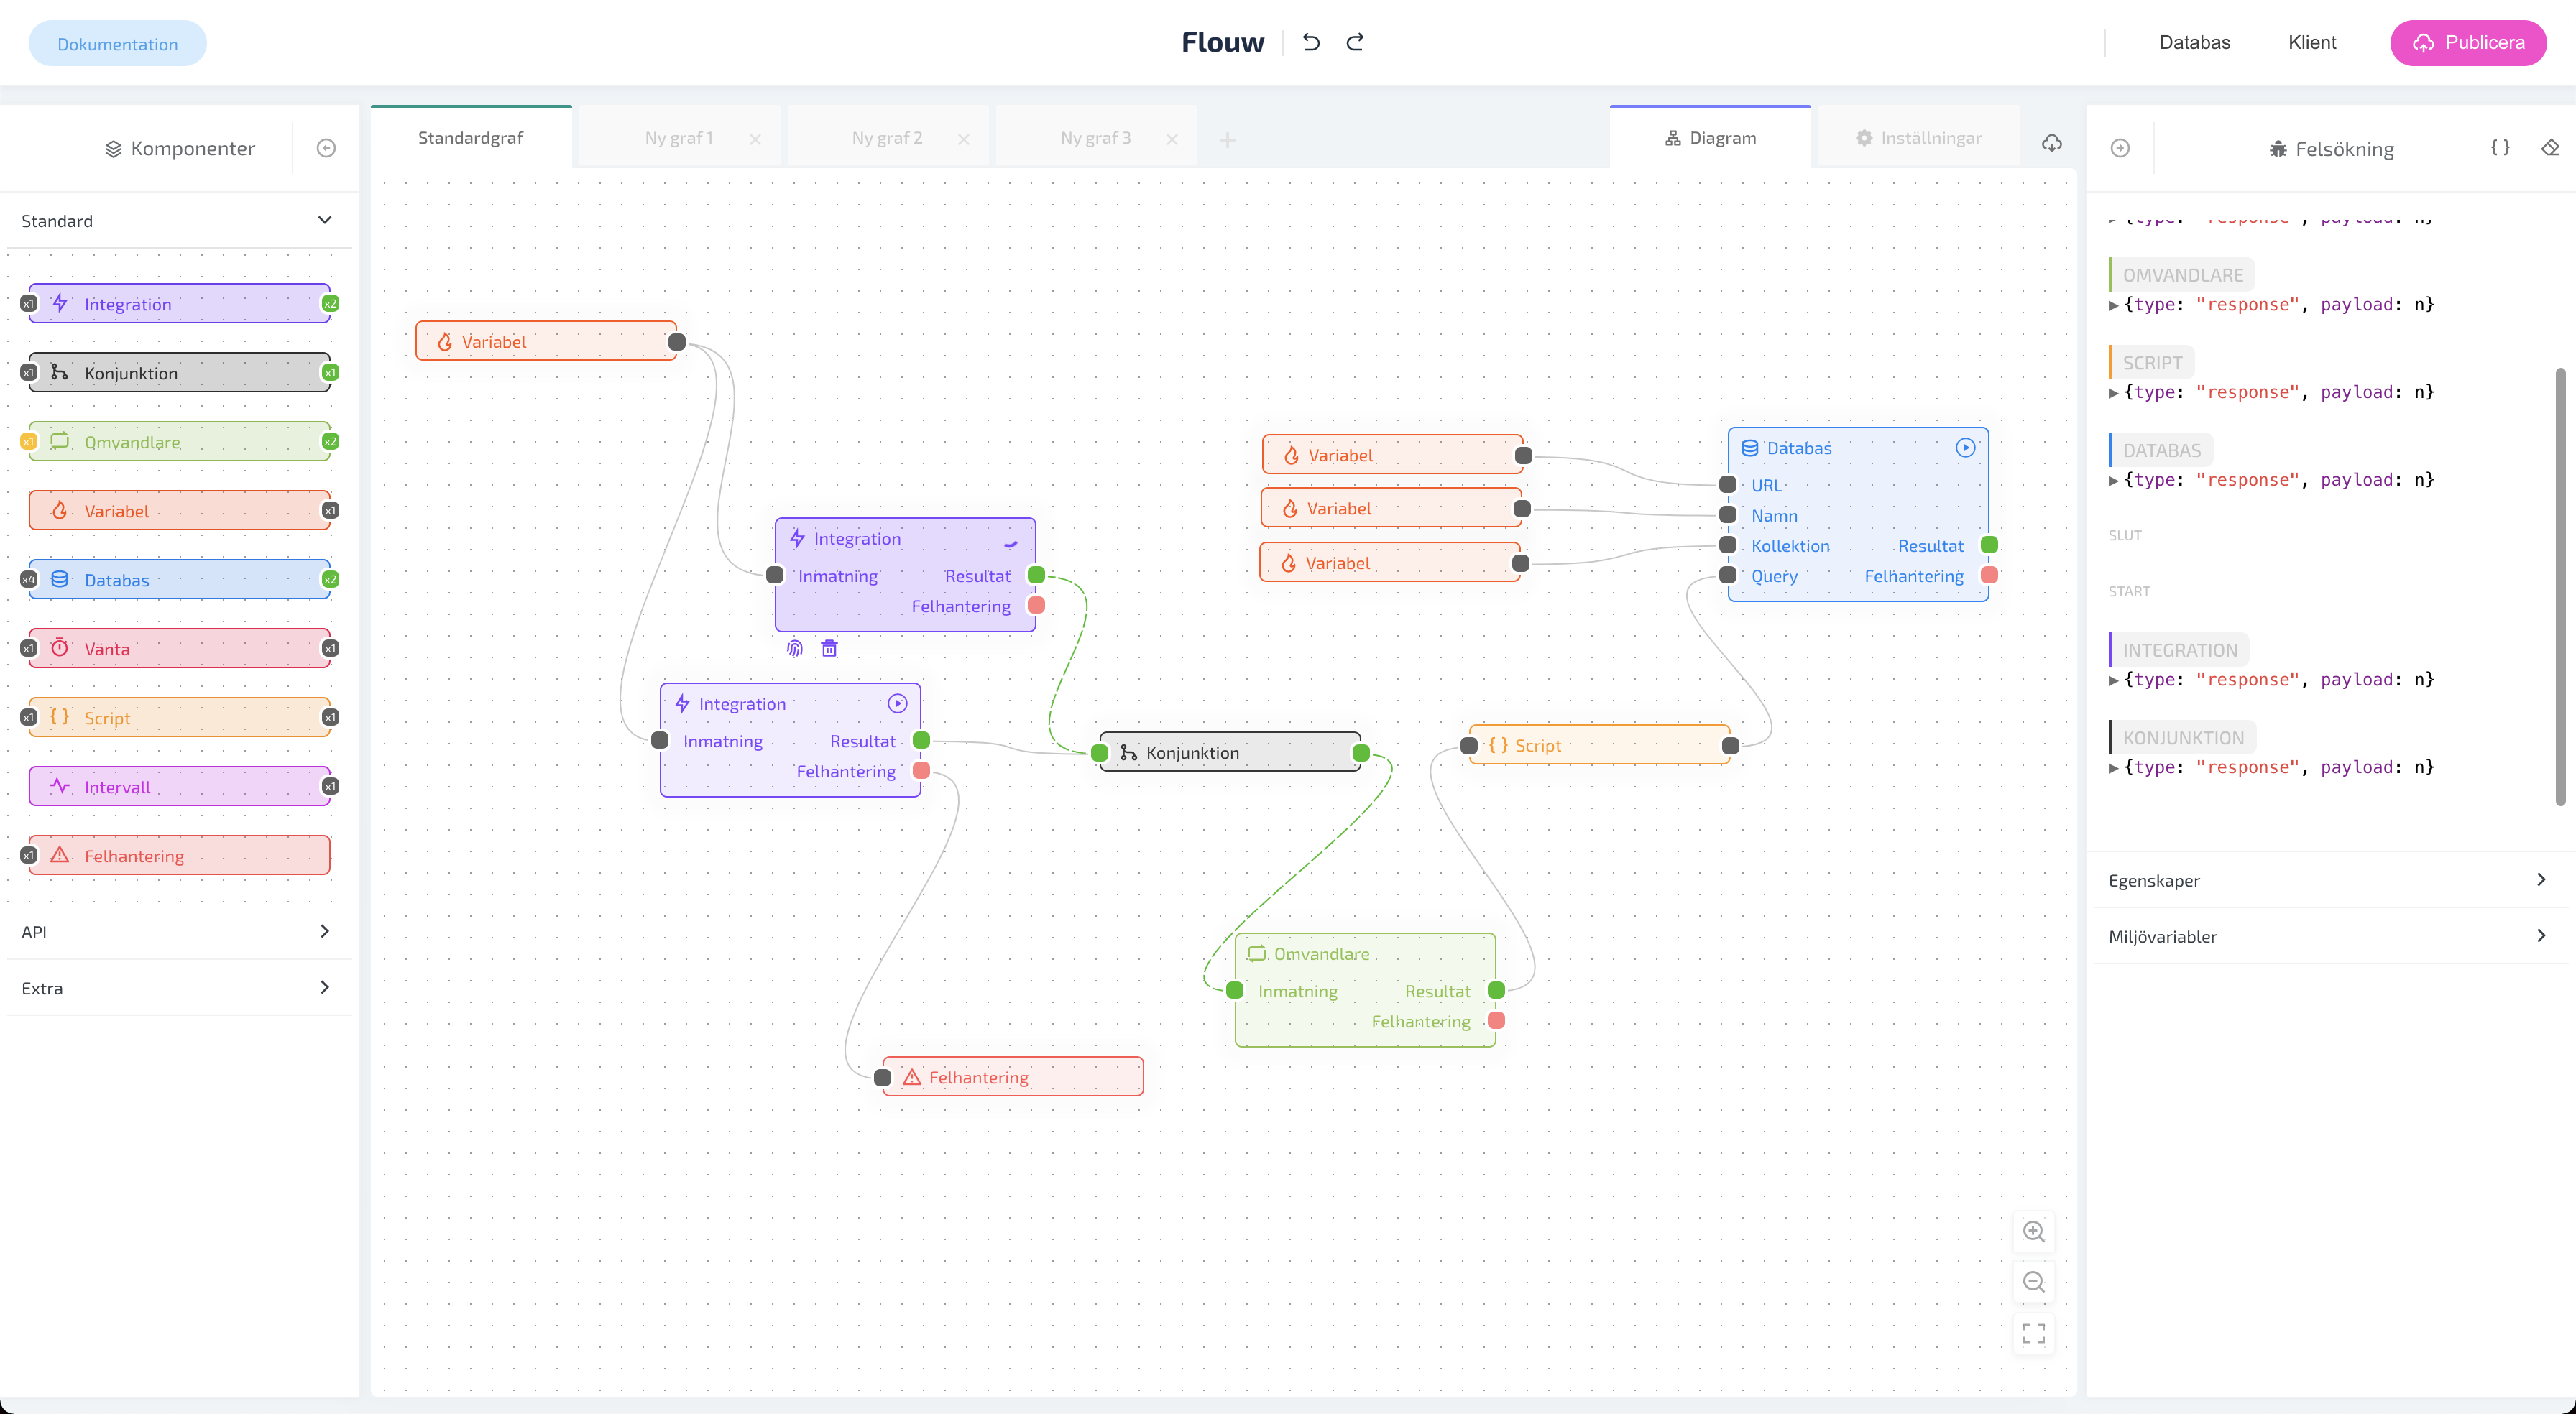 Dokumentation
Flouw
Databas
Klient
Publicera
Komponenter
Standard
x1 Integration x2
x1 Konjunktion x1
x1 Omvandlare x2
Variabel x1
x4 Databas x2
x1 Vänta x1
x1 { } Script x1
Intervall x1
x1 Felhantering
API
Extra
Standardgraf
Ny graf 1
Ny graf 2
Ny graf 3
Diagram
Inställningar
Variabel
Integration
Inmatning Resultat
Felhantering
Integration
Inmatning Resultat
Felhantering
Konjunktion
Felhantering
Variabel
Variabel
Variabel
Databas
URL
Namn
Kollektion Resultat
Query Felhantering
{ } Script
Omvandlare
Inmatning Resultat
Felhantering
Felsökning
{ }
{type: "response", payload: n}
OMVANDLARE
{type: "response", payload: n}
SCRIPT
{type: "response", payload: n}
DATABAS
{type: "response", payload: n}
SLUT
START
INTEGRATION
{type: "response", payload: n}
KONJUNKTION
{type: "response", payload: n}
Egenskaper
Miljövariabler